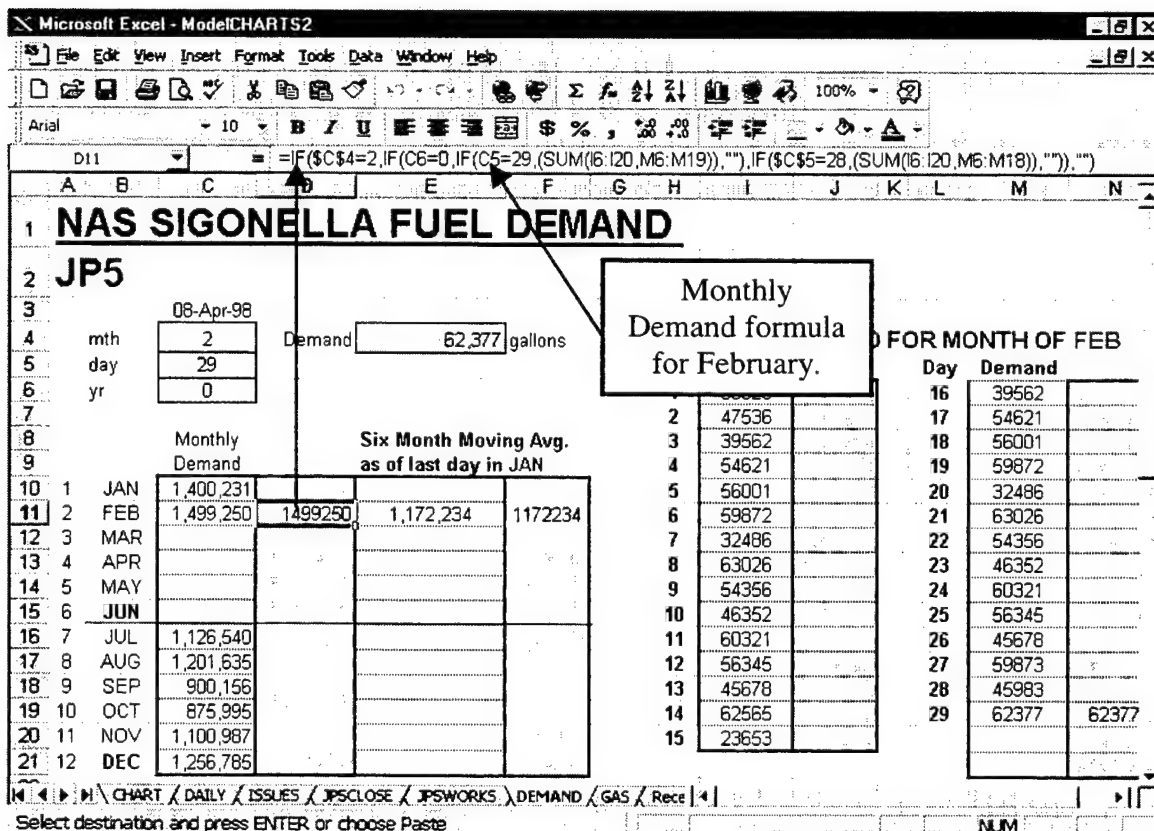 Microsoft Excel - ModelCHARTS2
File Edit View Insert Format Tools Data Window Help
100%
Arial 10 B I U $ % ,
D11 = =IF($C$4=2,IF(C6=0,IF(C5=29,(SUM(I6:I20,M6:M19)),""),IF($C$5=28,(SUM(I6:I20,M6:M18)),"")),"")
A B C D E F G H I J K L M N
1 NAS SIGONELLA FUEL DEMAND
2 JP5
Monthly Demand formula for February.
3 08-Apr-98
4 mth 2 Demand 62,377 gallons FOR MONTH OF FEB
5 day 29 Day Demand
6 yr 0 16 39562
7 2 47536 17 54621
8 Monthly Six Month Moving Avg. 3 39562 18 56001
9 Demand as of last day in JAN 4 54621 19 59872
10 1 JAN 1,400,231 5 56001 20 32486
11 2 FEB 1,499,250 1499250 1,172,234 1172234 6 59872 21 63026
12 3 MAR 7 32486 22 54356
13 4 APR 8 63026 23 46352
14 5 MAY 9 54356 24 60321
15 6 JUN 10 46352 25 56345
16 7 JUL 1,126,540 11 60321 26 45678
17 8 AUG 1,201,635 12 56345 27 59873
18 9 SEP 900,156 13 45678 28 45983
19 10 OCT 875,995 14 62565 29 62377 62377
20 11 NOV 1,100,987 15 23653
21 12 DEC 1,256,785
CHART DAILY ISSUES JP5CLOSE JP5WORKS DEMAND GAS Rece
Select destination and press ENTER or choose Paste NUM